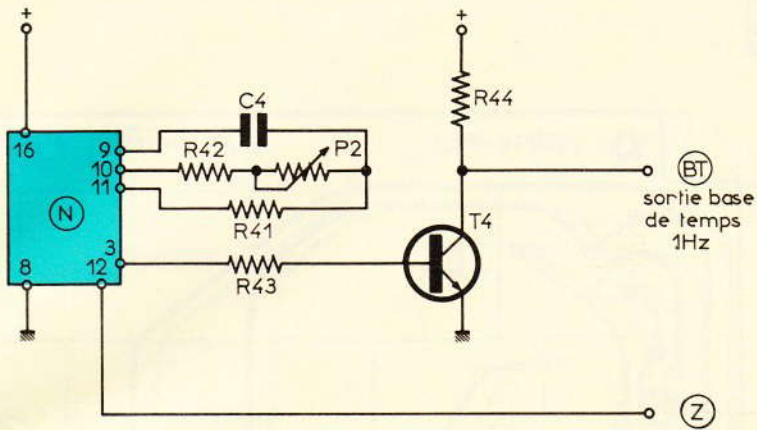 +
+
C4
R44
16
9
10
R42
P2
11
BT
sortie base
de temps
1Hz
N
R41
T4
3
8
12
R43
Z